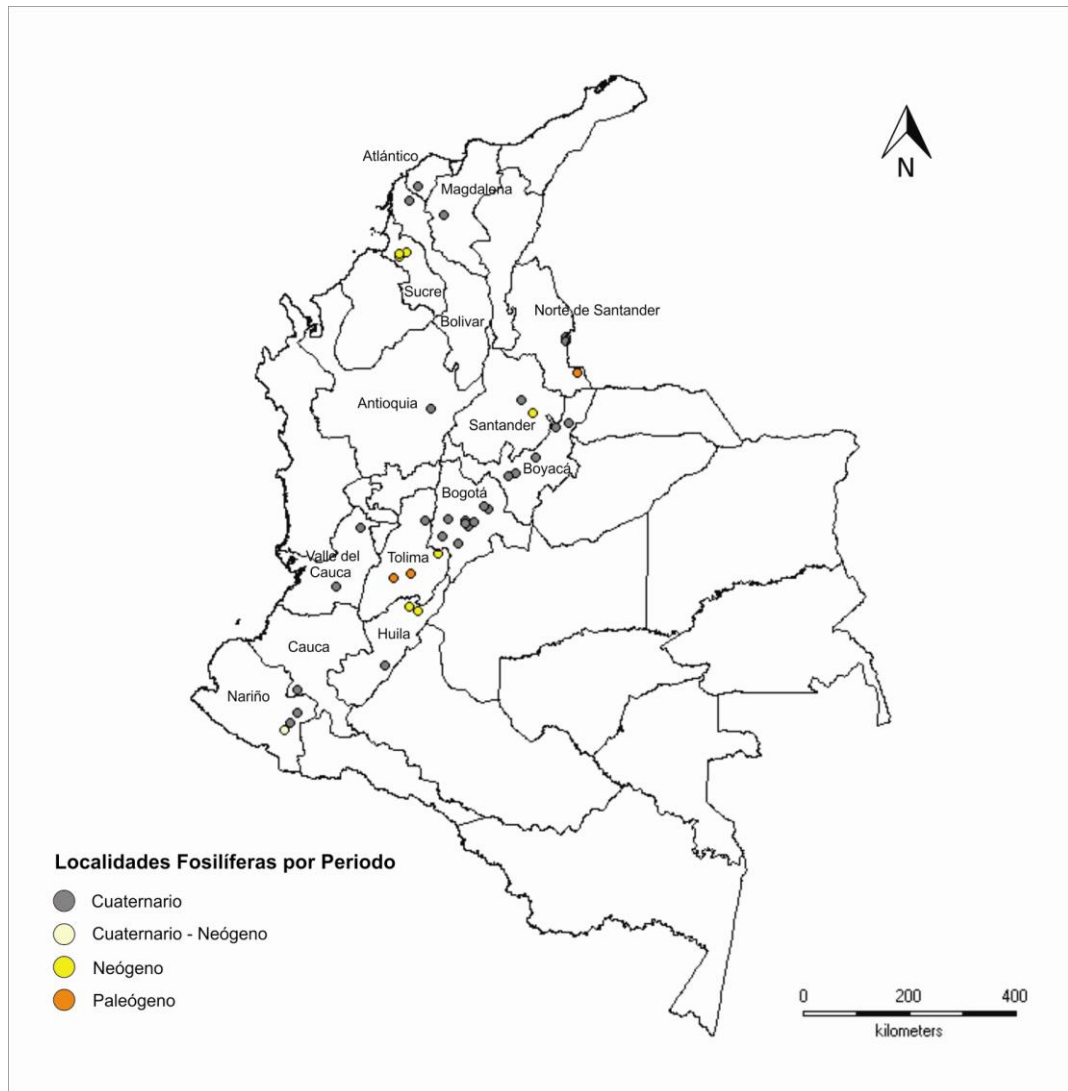 N
Atlántico
Magdalena
Sucre
Bolivar
Norte de Santander
Antioquia
Santander
Boyacá
Bogotá
Valle del
Cauca
Tolima
Huila
Cauca
Nariño
Localidades Fosilíferas por Periodo
Cuaternario
Cuaternario - Neógeno
Neógeno
Paleógeno
0 200 400
kilometers